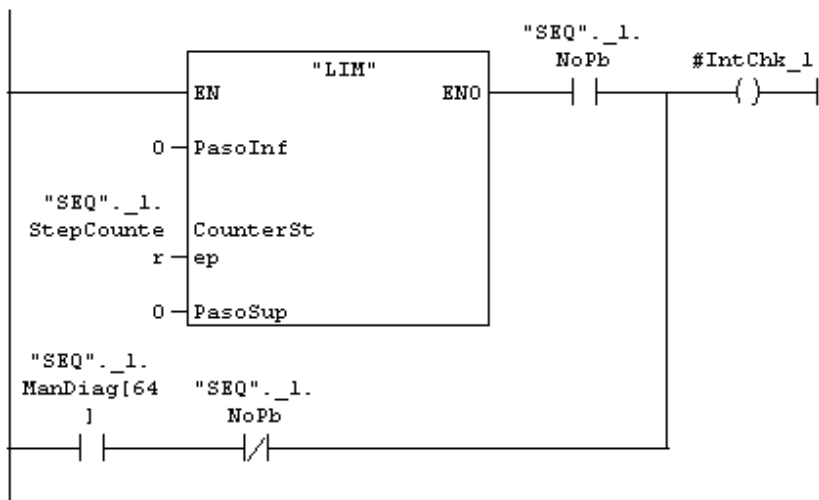 "SEQ"._1.
NoPb
#IntChk_1
"LIM"
EN
ENO
0
PasoInf
"SEQ"._1.
StepCounte
r
CounterSt
ep
0
PasoSup
"SEQ"._1.
ManDiag[64
]
"SEQ"._1.
NoPb